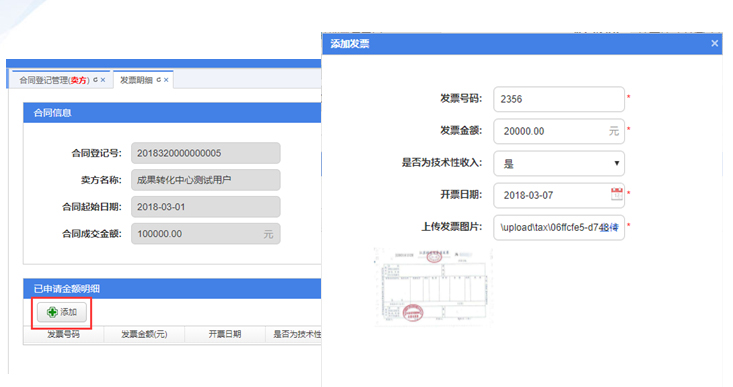 添加发票
合同登记管理(卖方)
发票明细
合同信息
合同登记号: 2018320000000005
卖方名称: 成果转化中心测试用户
合同起始日期: 2018-03-01
合同成交金额: 100000.00 元
已申请金额明细
添加
发票号码 发票金额(元) 开票日期 是否为技术性
发票号码: 2356 *
发票金额: 20000.00 元 *
是否为技术性收入: 是 *
开票日期: 2018-03-07 *
上传发票图片: \upload\tax\06ffcfe5-d7 上传 *